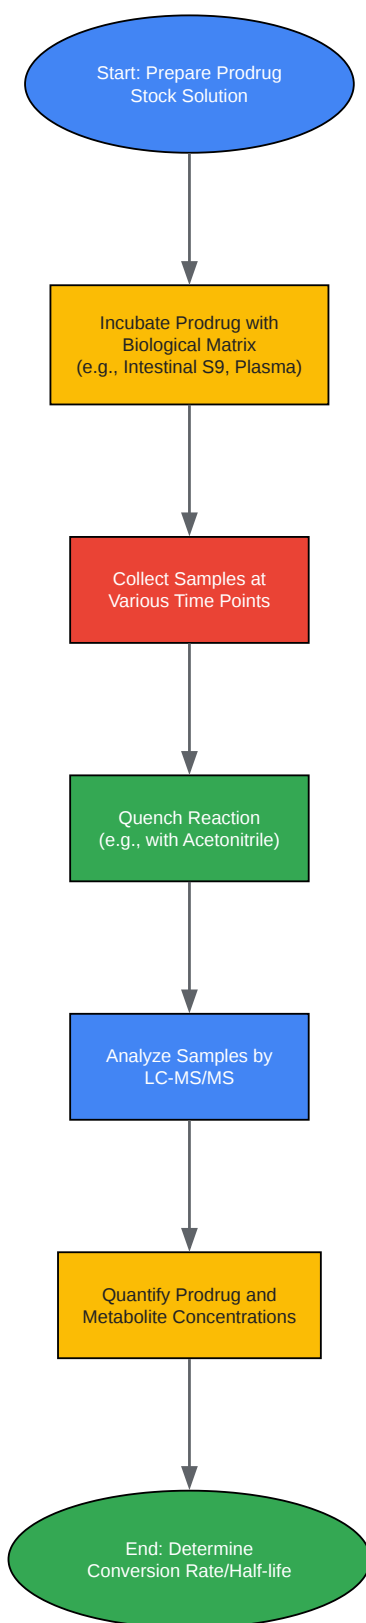 Start: Prepare Prodrug
Stock Solution
Incubate Prodrug with
Biological Matrix
(e.g., Intestinal S9, Plasma)
Collect Samples at
Various Time Points
Quench Reaction
(e.g., with Acetonitrile)
Analyze Samples by
LC-MS/MS
Quantify Prodrug and
Metabolite Concentrations
End: Determine
Conversion Rate/Half-life